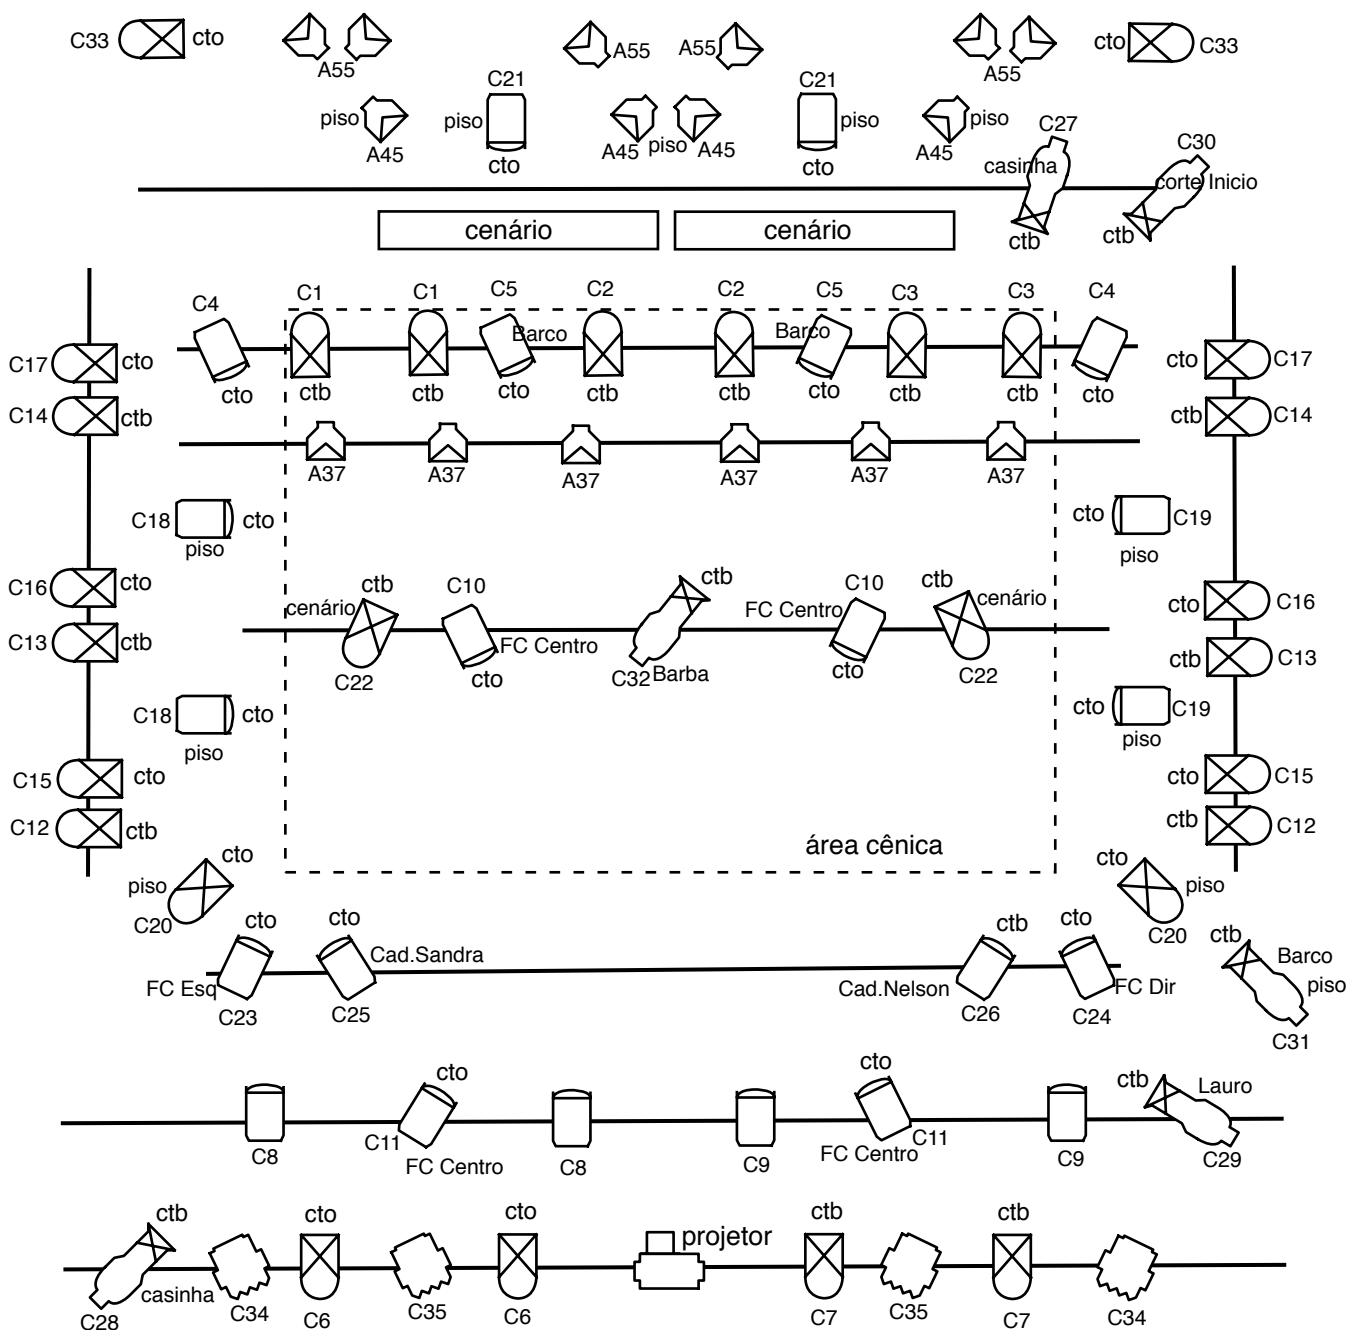 C33 cto A55 A55 A55 A55 cto C33
piso A45 piso C21 cto A45 piso A45 C21 piso cto piso A45
C27 casinha ctb C30 corte Inicio ctb
cenário cenário
C4 C1 C1 C5 C2 C2 C5 C3 C3 C4
Barco Barco
cto ctb ctb cto ctb ctb cto ctb ctb cto
C17 cto cto C17
C14 ctb ctb C14
A37 A37 A37 A37 A37 A37
C18 cto cto C19
piso piso
C16 cto cto C16
cenário ctb C10 ctb C10 ctb cenário
FC Centro FC Centro
C13 ctb ctb C13
C22 cto C32 Barba cto C22
C18 cto cto C19
piso piso
C15 cto cto C15
C12 ctb ctb C12
área cênica
piso cto cto piso
C20 C20
cto cto ctb cto ctb Barco
Cad.Sandra piso
FC Esq Cad.Nelson FC Dir
C23 C25 C26 C24 C31
cto cto ctb Lauro
C8 C11 C8 C9 C11 C9 C29
FC Centro FC Centro
ctb cto cto projetor ctb ctb
casinha
C28 C34 C6 C35 C6 C7 C35 C7 C34